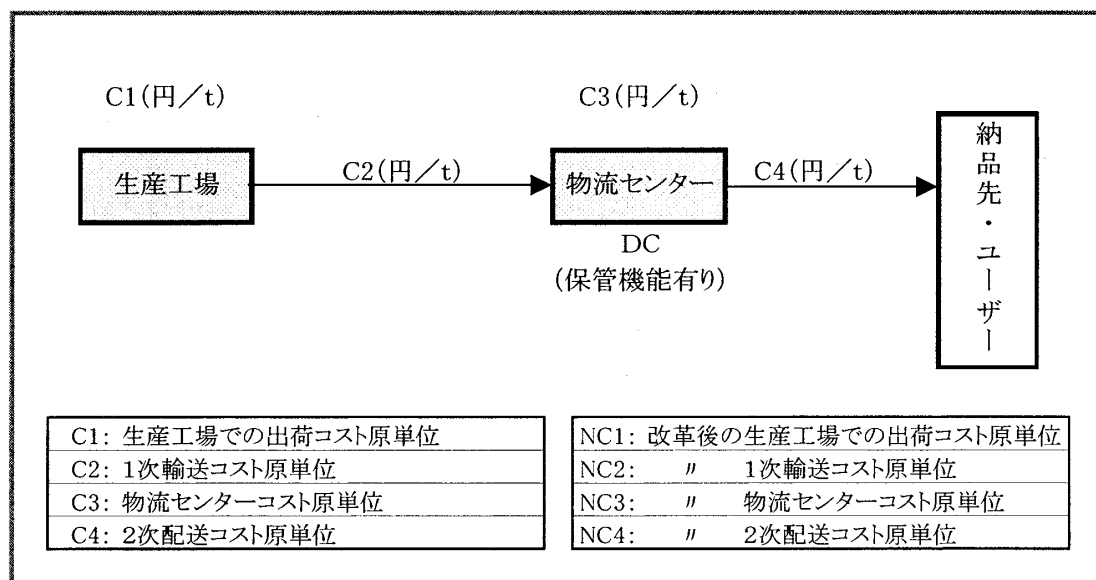 C1(円／t)
C3(円／t)
生産工場
C2(円／t)
物流センター
C4(円／t)
納品先・ユーザー
DC
(保管機能有り)
C1: 生産工場での出荷コスト原単位
C2: 1次輸送コスト原単位
C3: 物流センターコスト原単位
C4: 2次配送コスト原単位
NC1: 改革後の生産工場での出荷コスト原単位
NC2: 〃 1次輸送コスト原単位
NC3: 〃 物流センターコスト原単位
NC4: 〃 2次配送コスト原単位